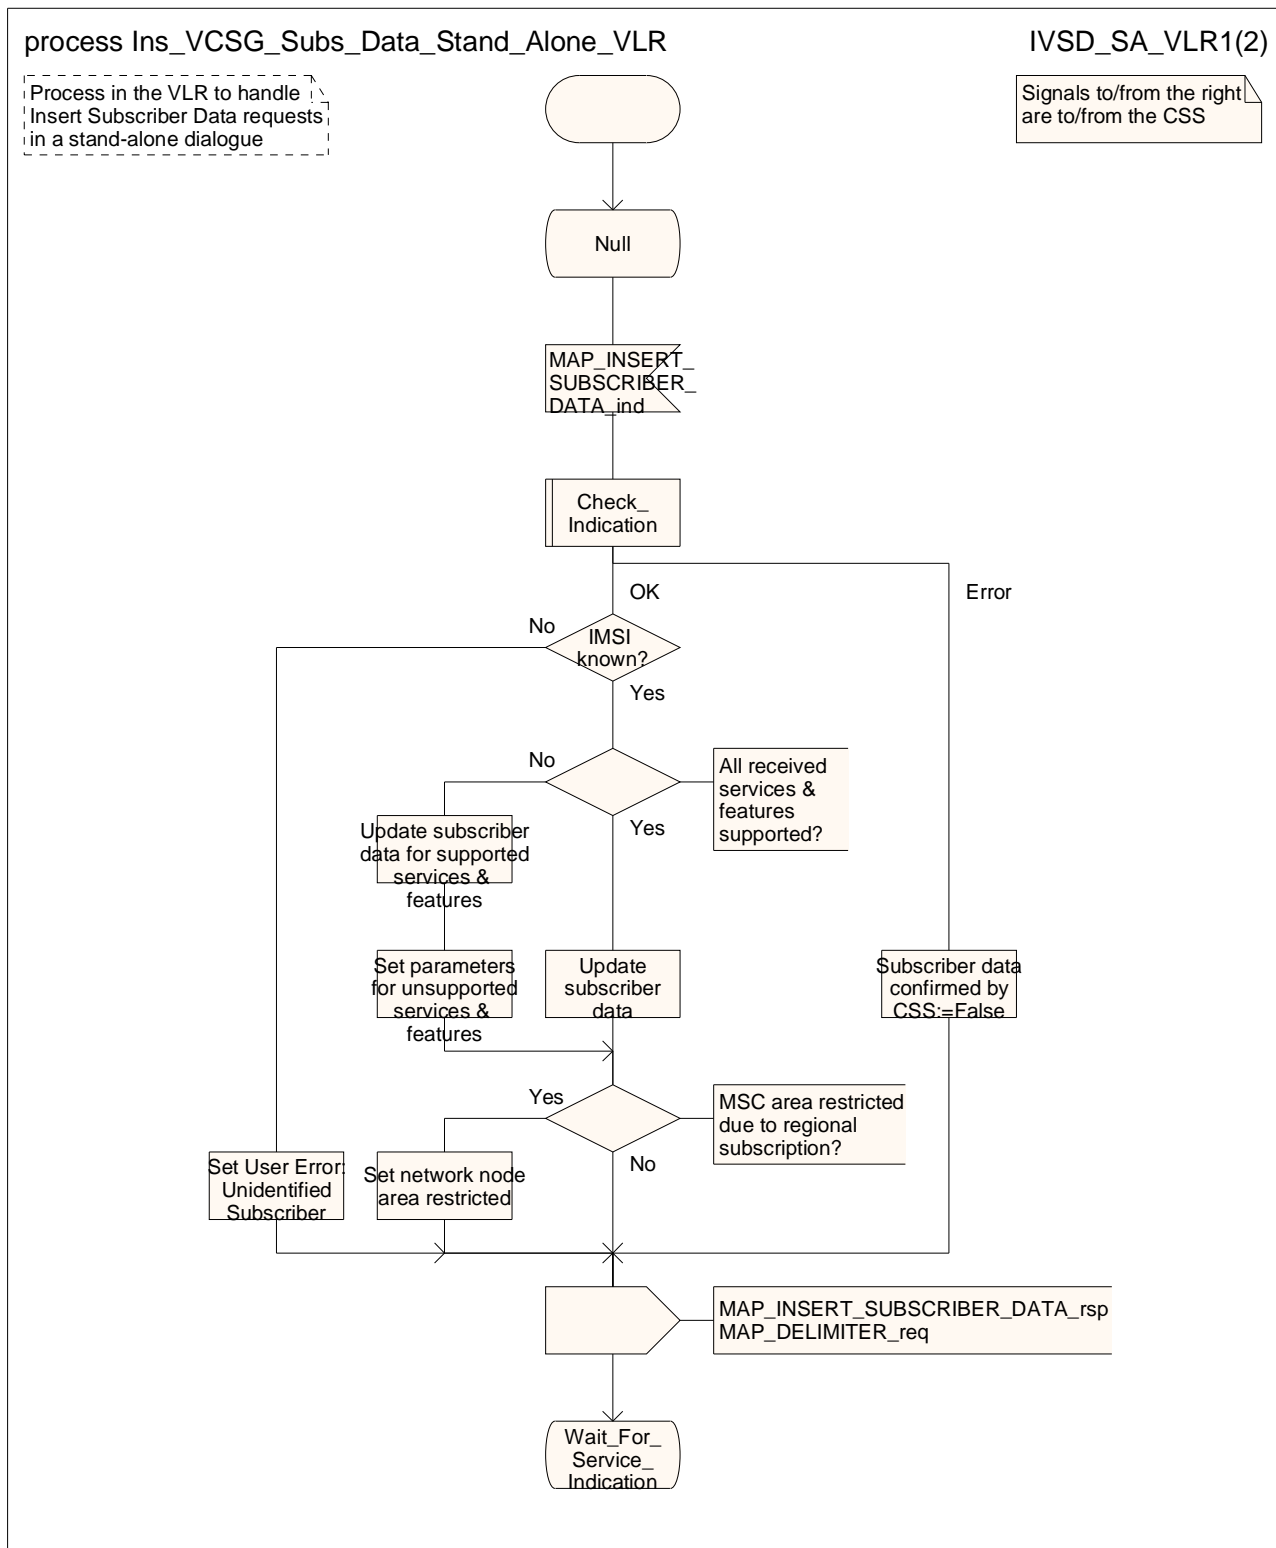 process Ins_VCSG_Subs_Data_Stand_Alone_VLR
IVSD_SA_VLR1(2)
Process in the VLR to handle
Insert Subscriber Data requests
in a stand-alone dialogue
Signals to/from the right
are to/from the CSS
Null
MAP_INSERT_
SUBSCRIBER_
DATA_ind
Check_
Indication
OK
Error
No
IMSI
known?
Yes
No
All received
services &
features
supported?
Yes
Update subscriber
data for supported
services &
features
Set parameters
for unsupported
services &
features
Update
subscriber
data
Subscriber data
confirmed by
CSS:=False
Yes
MSC area restricted
due to regional
subscription?
No
Set User Error:
Unidentified
Subscriber
Set network node
area restricted
MAP_INSERT_SUBSCRIBER_DATA_rsp
MAP_DELIMITER_req
Wait_For_
Service_
Indication